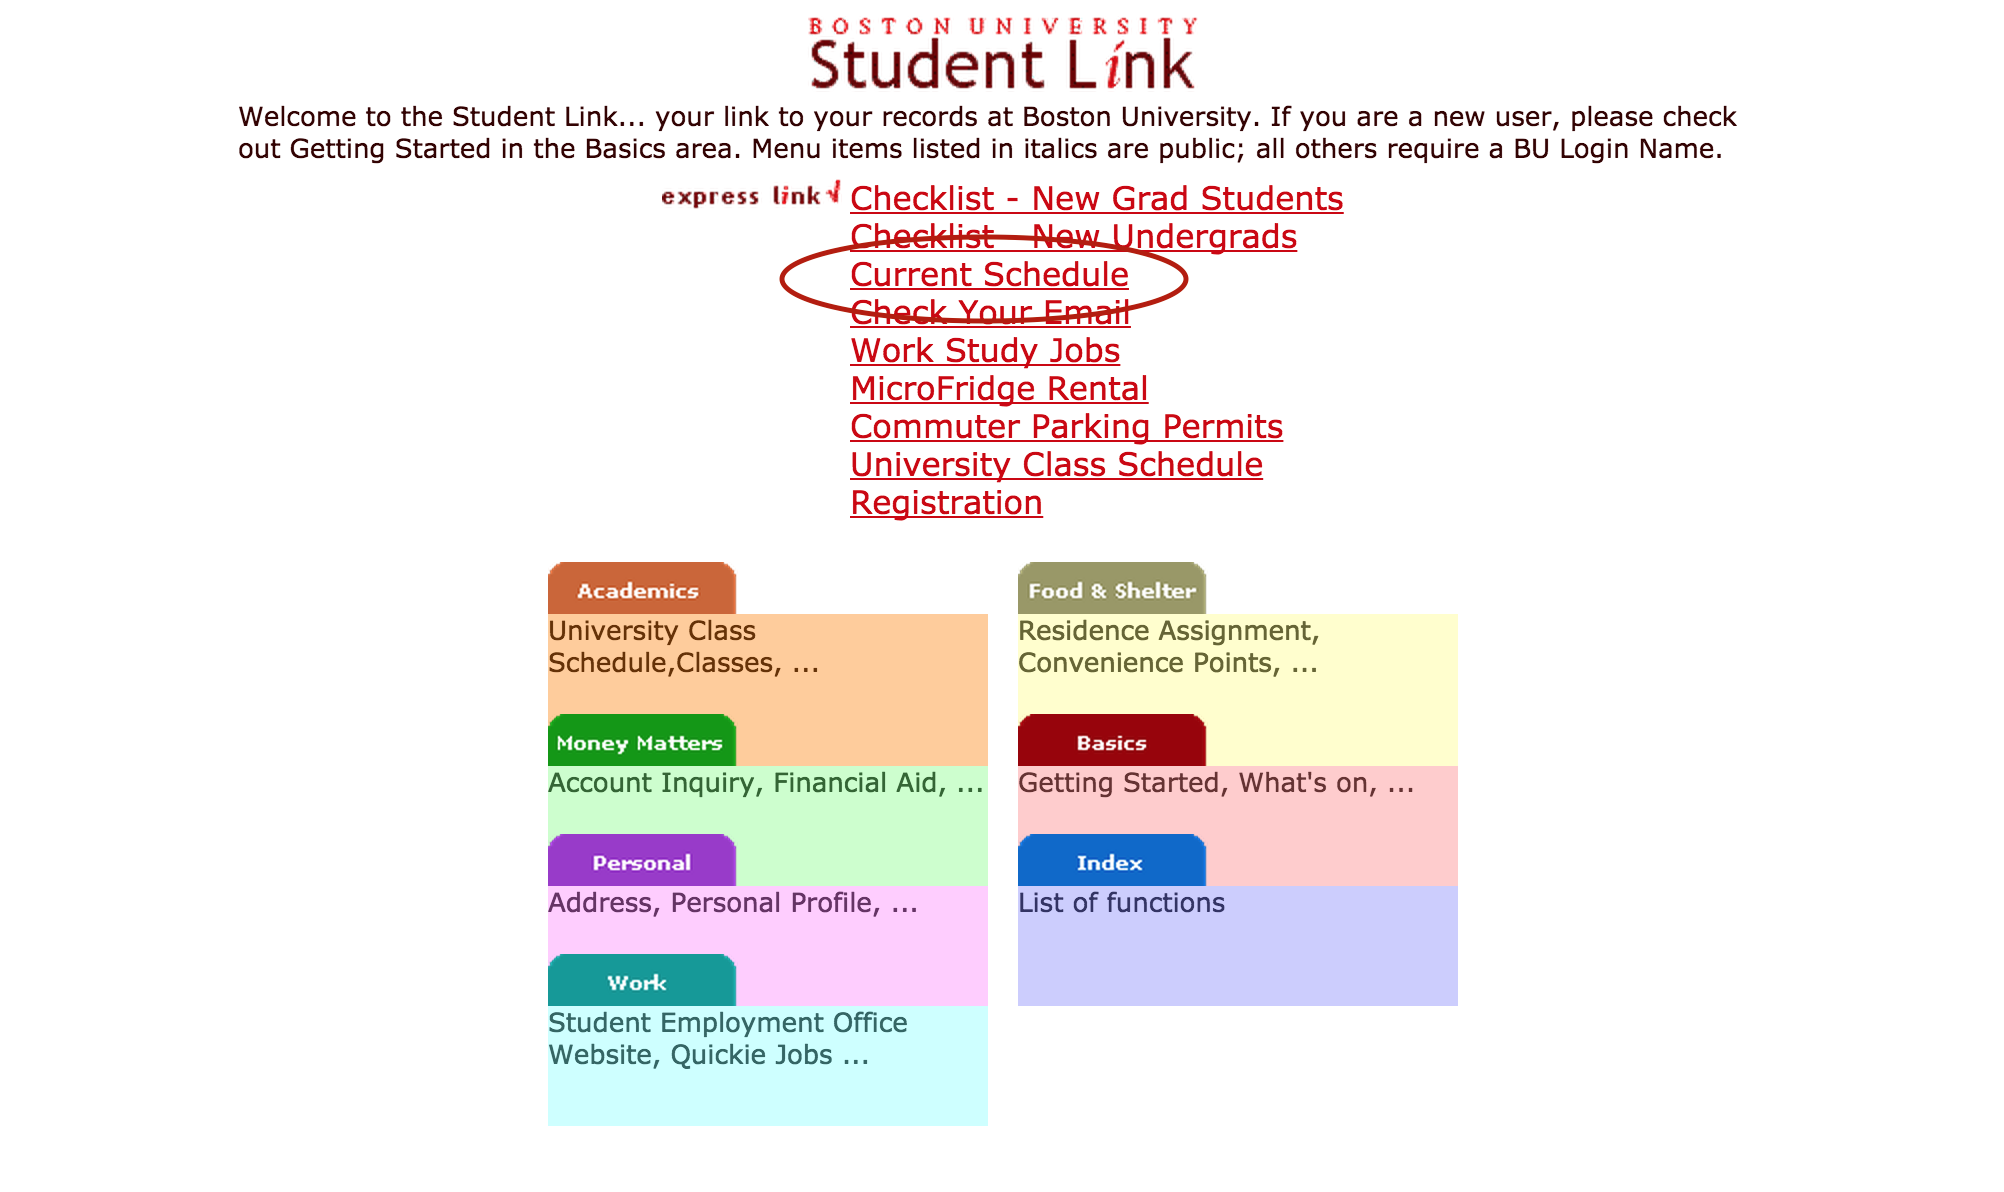 BOSTON UNIVERSITY
Student Link
Welcome to the Student Link... your link to your records at Boston University. If you are a new user, please check
out Getting Started in the Basics area. Menu items listed in italics are public; all others require a BU Login Name.
express link
Checklist - New Grad Students
Checklist - New Undergrads
Current Schedule
Check Your Email
Work Study Jobs
MicroFridge Rental
Commuter Parking Permits
University Class Schedule
Registration
Academics
University Class
Schedule,Classes, ...
Money Matters
Account Inquiry, Financial Aid, ...
Personal
Address, Personal Profile, ...
Work
Student Employment Office
Website, Quickie Jobs ...
Food & Shelter
Residence Assignment,
Convenience Points, ...
Basics
Getting Started, What's on, ...
Index
List of functions